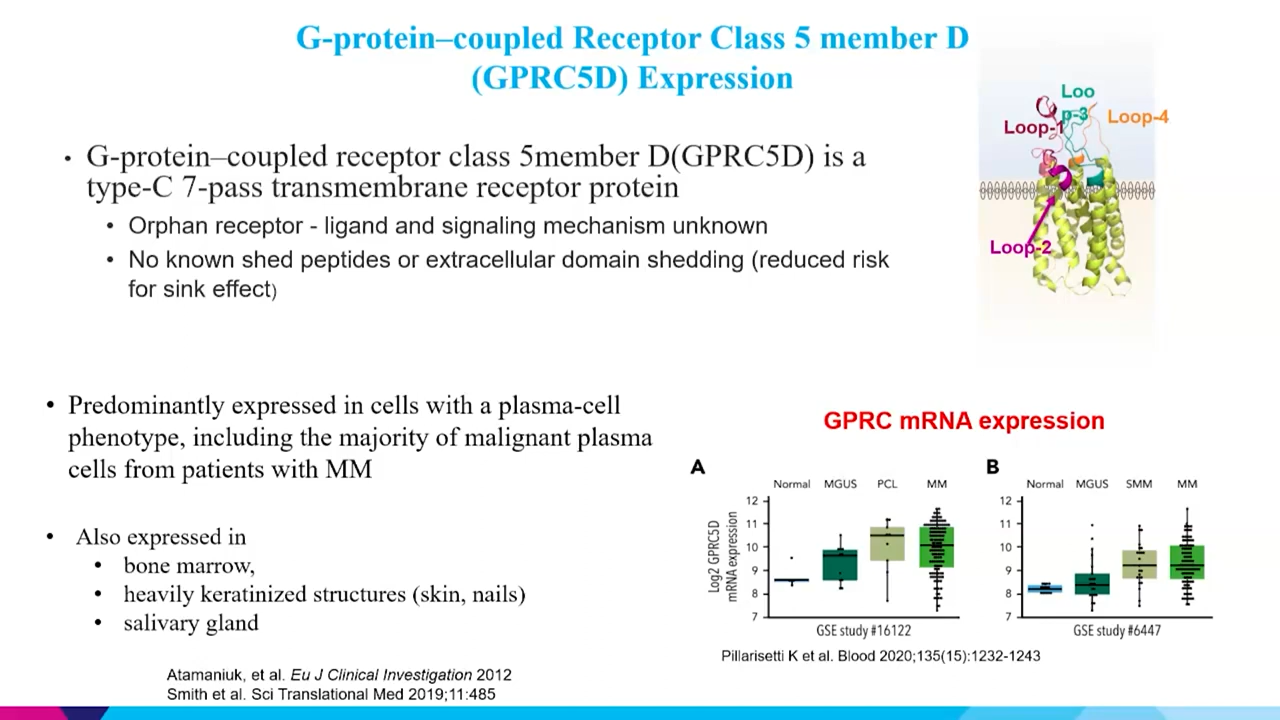 G-protein–coupled Receptor Class 5 member D
(GPRC5D) Expression
• G-protein–coupled receptor class 5member D(GPRC5D) is a
type-C 7-pass transmembrane receptor protein
• Orphan receptor - ligand and signaling mechanism unknown
• No known shed peptides or extracellular domain shedding (reduced risk
for sink effect)
Loo
p-3
Loop-1
Loop-4
Loop-2
• Predominantly expressed in cells with a plasma-cell
phenotype, including the majority of malignant plasma
cells from patients with MM
• Also expressed in
• bone marrow,
• heavily keratinized structures (skin, nails)
• salivary gland
Atamaniuk, et al. Eu J Clinical Investigation 2012
Smith et al. Sci Translational Med 2019;11:485
GPRC mRNA expression
A
Normal MGUS PCL MM
Log2 GPRC5D
mRNA expression
12
11
10
9
8
7
GSE study #16122
B
Normal MGUS SMM MM
12
11
10
9
8
7
GSE study #6447
Pillarisetti K et al. Blood 2020;135(15):1232-1243